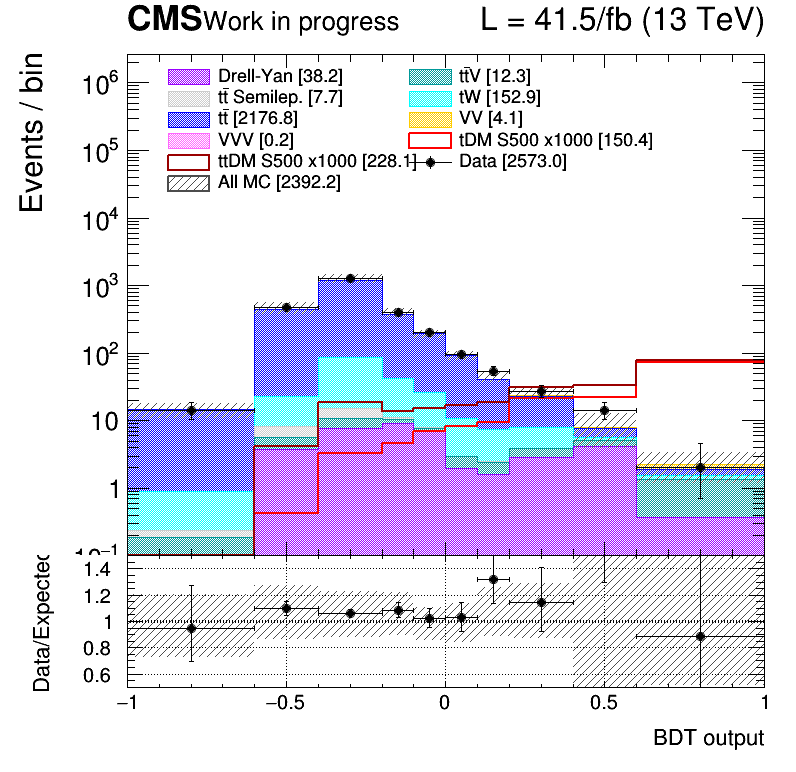 CMS Work in progress L = 41.5/fb (13 TeV)
Events / bin
Drell-Yan [38.2] tt̄V [12.3]
tt̄ Semilep. [7.7] tW [152.9]
tt̄ [2176.8] VV [4.1]
VVV [0.2] tDM S500 x1000 [150.4]
ttDM S500 x1000 [228.1] Data [2573.0]
All MC [2392.2]
10⁶
10⁵
10⁴
10³
10²
10
1
10⁻¹
Data/Expected
1.4
1.2
1
0.8
0.6
−1 −0.5 0 0.5 1
BDT output